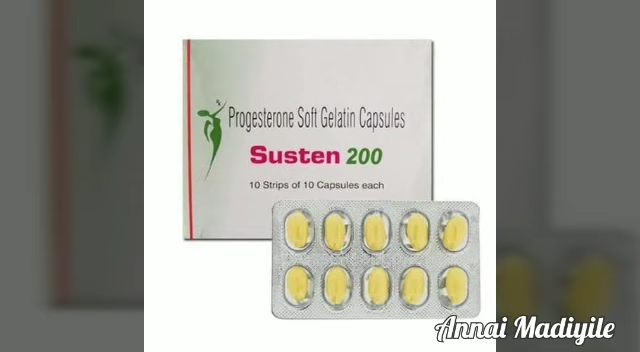 Progesterone Soft Gelatin Capsules
Susten 200
10 Strips of 10 Capsules each
Annai Madiyile